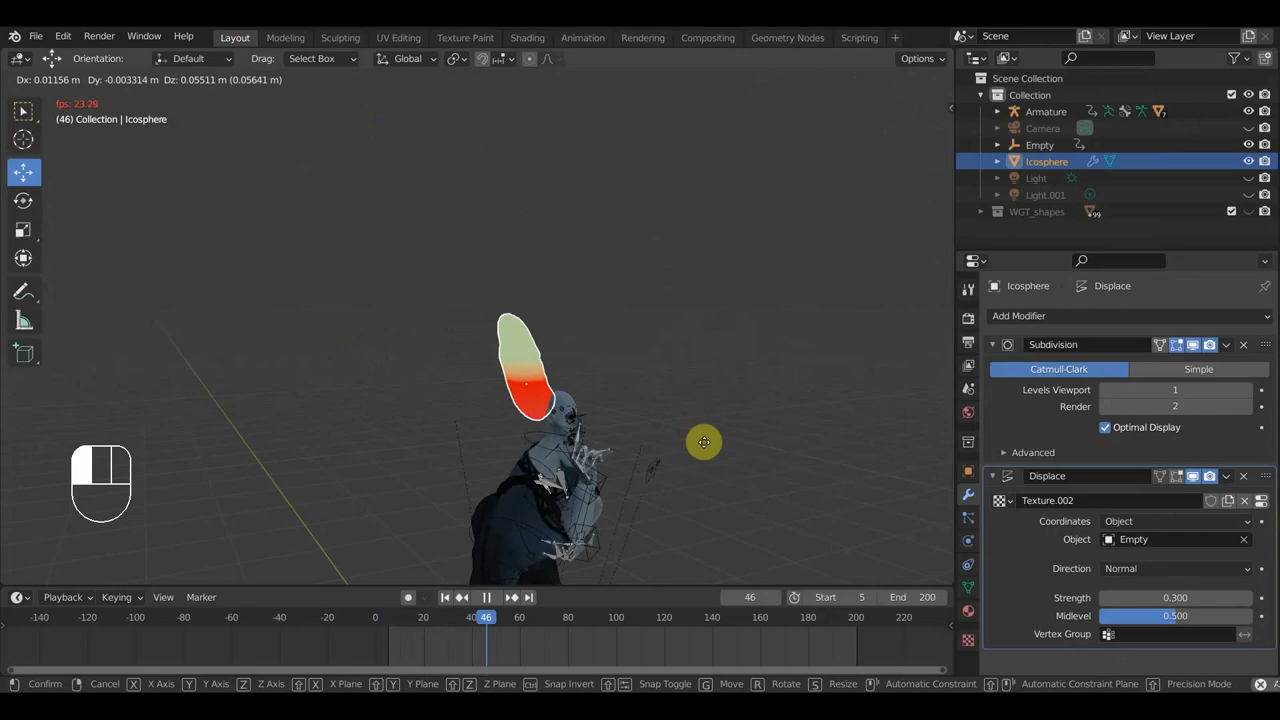 File Edit Render Window Help Layout Modeling Sculpting UV Editing Texture Paint Shading Animation Rendering Compositing Geometry Nodes Scripting + Scene View Layer
Orientation: Default Drag: Select Box Global Options
Dx: 0.01156 m Dy: -0.003314 m Dz: 0.05511 m (0.05641 m)
fps: 23.29
(46) Collection | Icosphere
Scene Collection
Collection
Armature 7
Camera
Empty
Icosphere
Light
Light.001
WGT_shapes 99
Icosphere Displace
Add Modifier
Subdivision
Catmull-Clark Simple
Levels Viewport 1
Render 2
Optimal Display
Advanced
Displace
Texture.002
Coordinates Object
Object Empty
Direction Normal
Strength 0.300
Midlevel 0.500
Vertex Group
Playback Keying View Marker 46 Start 5 End 200
-140 -120 -100 -80 -60 -40 -20 0 20 40 46 60 80 100 120 140 160 180 200 220
Confirm Cancel X X Axis Y Y Axis Z Z Axis X X Plane Y Y Plane Z Z Plane Ctrl Snap Invert Snap Toggle G Move R Rotate S Resize Automatic Constraint Automatic Constraint Plane Precision Mode